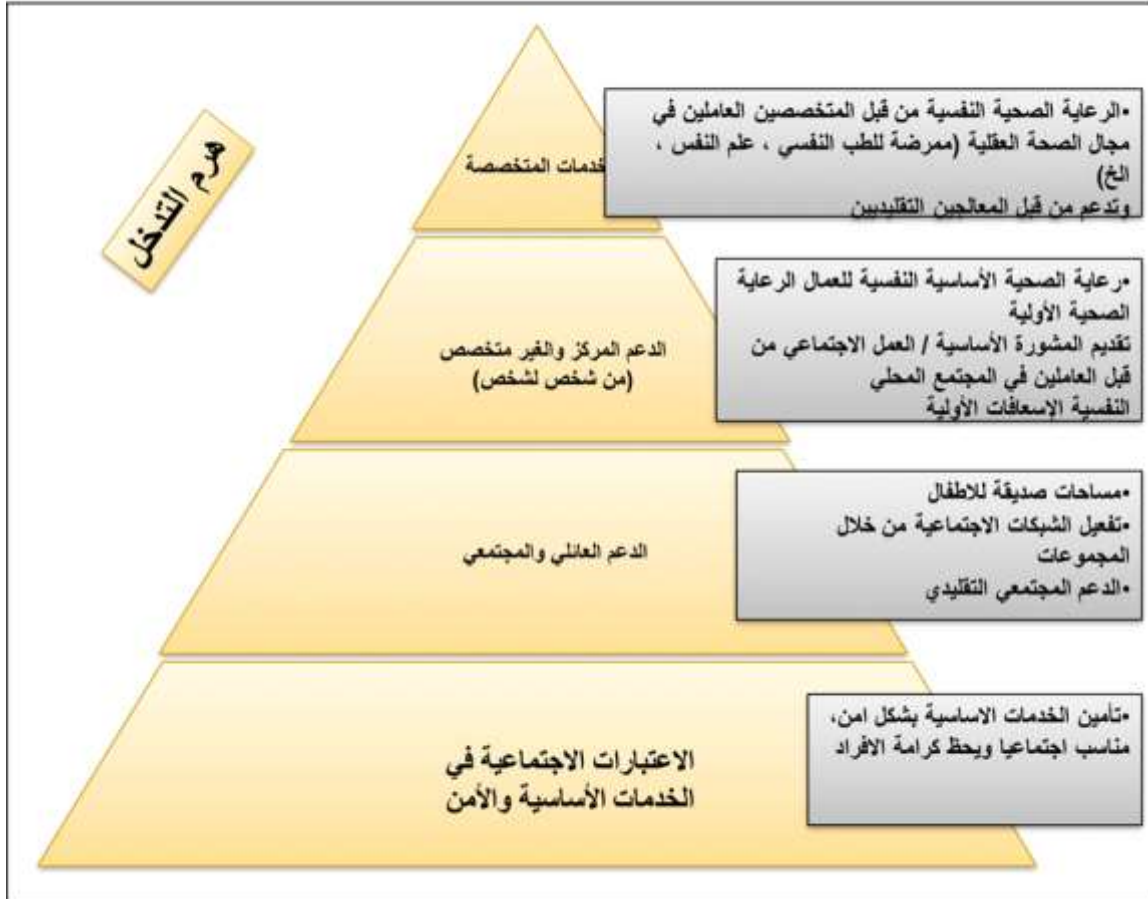 هرم التدخل
خدمات المتخصصة
•الرعاية الصحية النفسية من قبل المتخصصين العاملين في
مجال الصحة العقلية (ممرضة للطب النفسي ، علم النفس ،
الخ)
وتدعم من قبل المعالجين التقليديين
الدعم المركز والغير متخصص
(من شخص لشخص)
•رعاية الصحية الأساسية النفسية للعمال الرعاية
الصحية الأولية
تقديم المشورة الأساسية / العمل الاجتماعي من
قبل العاملين في المجتمع المحلي
النفسية الإسعافات الأولية
الدعم العائلي والمجتمعي
•مساحات صديقة للاطفال
•تفعيل الشبكات الاجتماعية من خلال
المجموعات
•الدعم المجتمعي التقليدي
الاعتبارات الاجتماعية في
الخدمات الأساسية والأمن
•تأمين الخدمات الاساسية بشكل امن،
مناسب اجتماعيا ويحظ كرامة الافراد